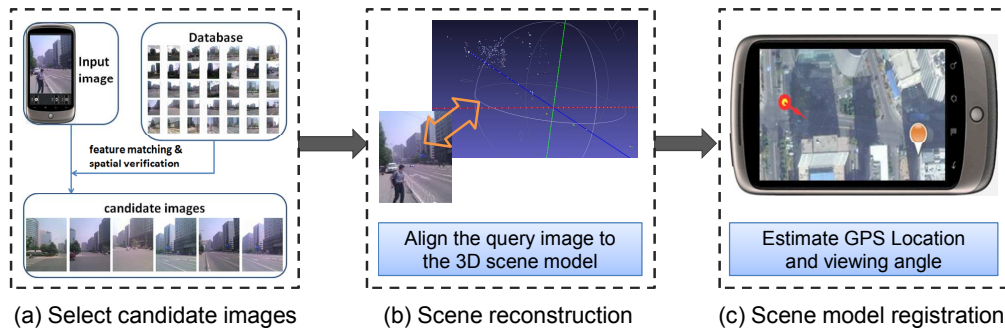 Input
image
Database
feature matching &
spatial verification
candidate images
Align the query image to
the 3D scene model
Estimate GPS Location
and viewing angle
(a) Select candidate images
(b) Scene reconstruction
(c) Scene model registration